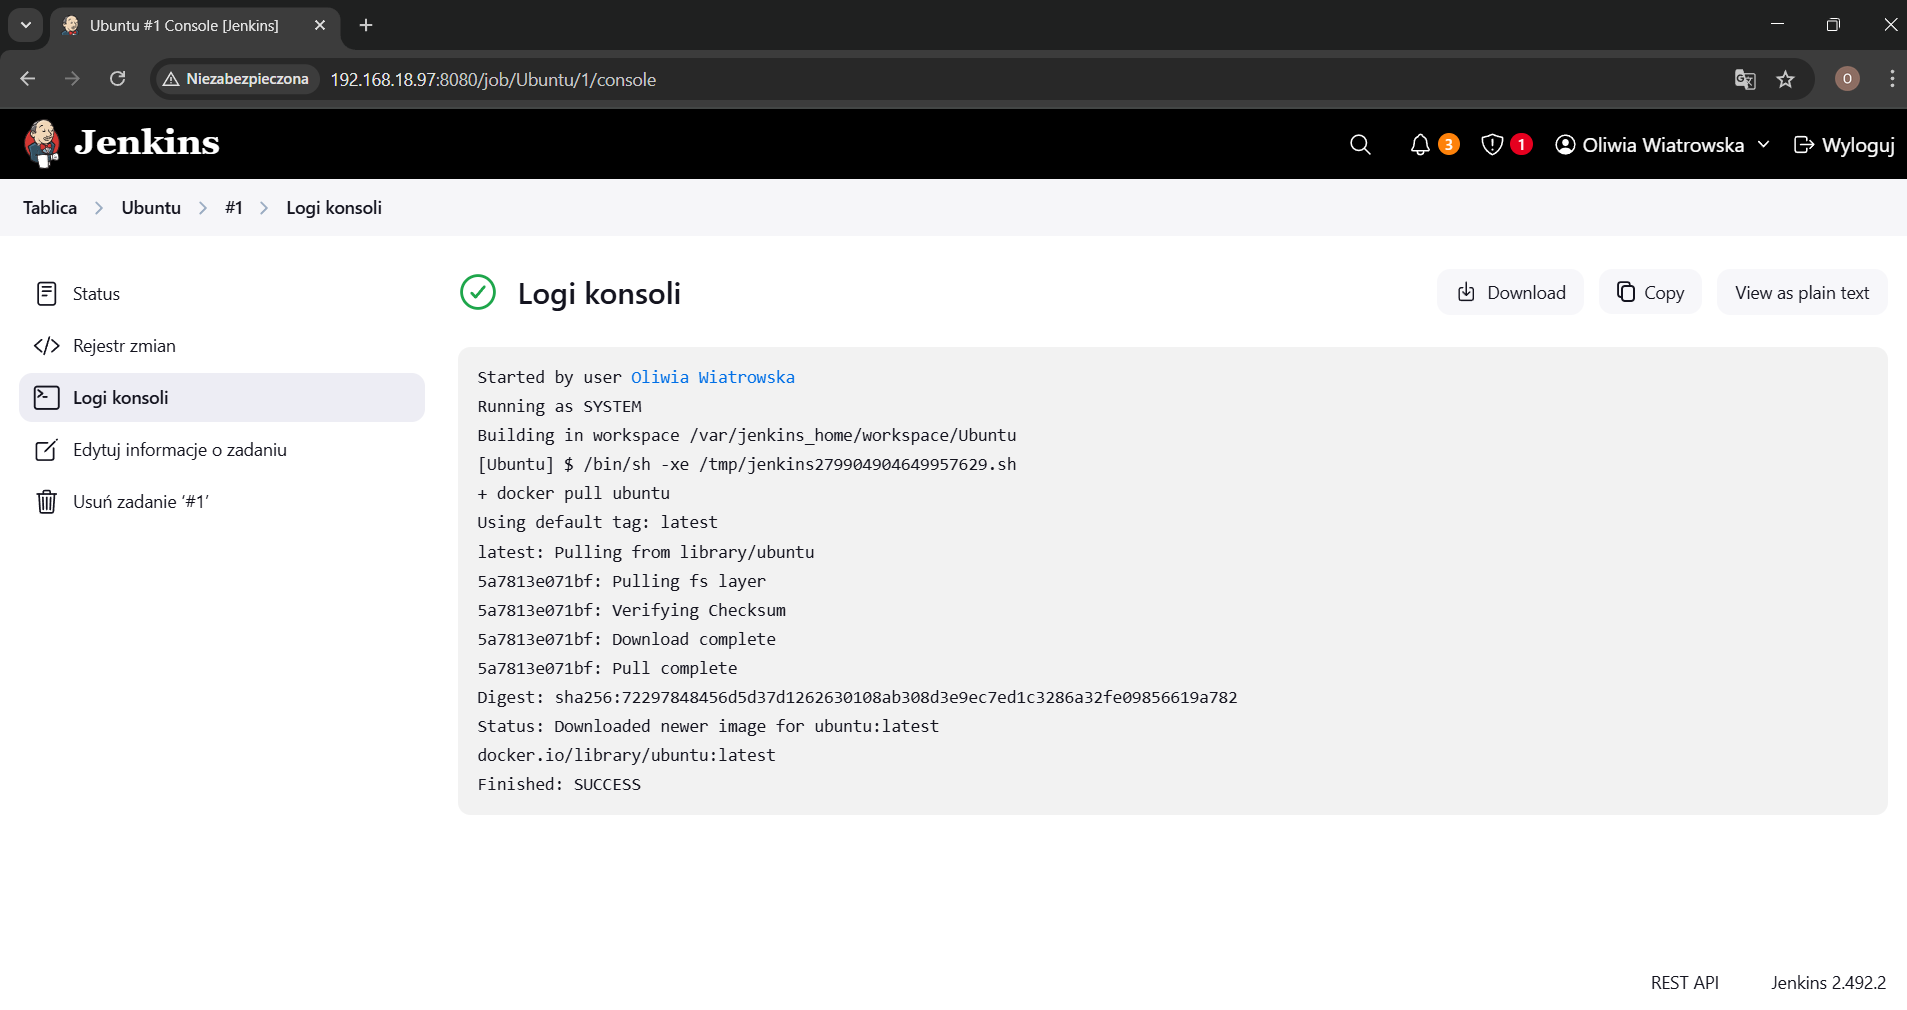 Ubuntu #1 Console [Jenkins]
Niezabezpieczona 192.168.18.97:8080/job/Ubuntu/1/console
O
Jenkins
3
1
Oliwia Wiatrowska
Wyloguj
Tablica
Ubuntu
#1
Logi konsoli
Status
Rejestr zmian
Logi konsoli
Edytuj informacje o zadaniu
Usuń zadanie ‘#1’
Logi konsoli
Download
Copy
View as plain text
Started by user Oliwia Wiatrowska
Running as SYSTEM
Building in workspace /var/jenkins_home/workspace/Ubuntu
[Ubuntu] $ /bin/sh -xe /tmp/jenkins279904904649957629.sh
+ docker pull ubuntu
Using default tag: latest
latest: Pulling from library/ubuntu
5a7813e071bf: Pulling fs layer
5a7813e071bf: Verifying Checksum
5a7813e071bf: Download complete
5a7813e071bf: Pull complete
Digest: sha256:72297848456d5d37d1262630108ab308d3e9ec7ed1c3286a32fe09856619a782
Status: Downloaded newer image for ubuntu:latest
docker.io/library/ubuntu:latest
Finished: SUCCESS
REST API
Jenkins 2.492.2